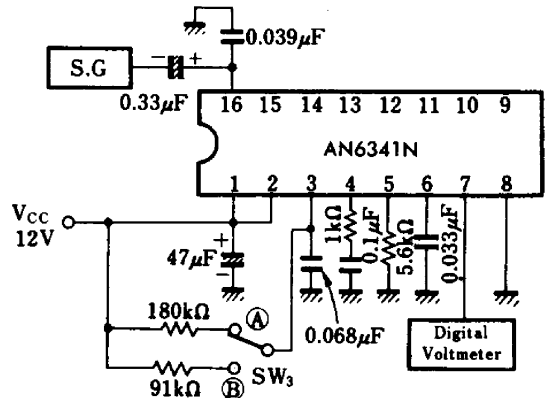 0.039μF
S.G
− +
0.33μF
16 15 14 13 12 11 10 9
AN6341N
1 2 3 4 5 6 7 8
VCC
12V
+
47μF
−
1kΩ
0.1μF
5.6kΩ
0.033μF
180kΩ
A
0.068μF
SW3
91kΩ
B
Digital
Voltmeter